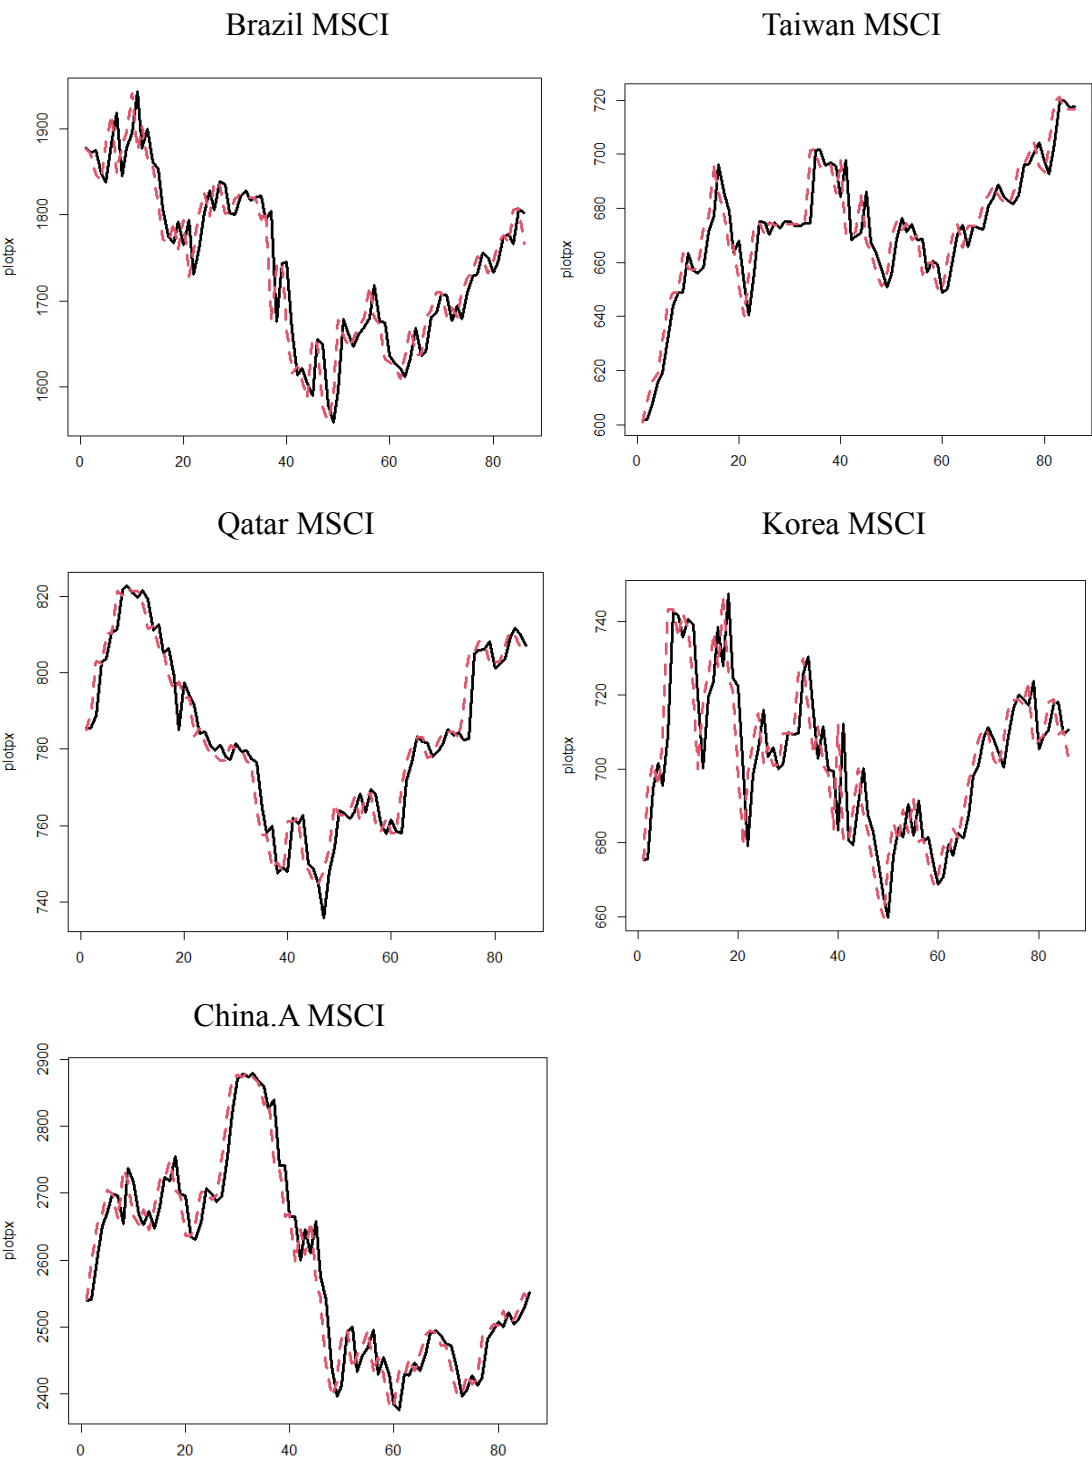 Brazil MSCI
Taiwan MSCI
plotpx
1900
1800
1700
1600
0 20 40 60 80
plotpx
720
700
680
660
640
620
600
0 20 40 60 80
Qatar MSCI
Korea MSCI
plotpx
820
800
780
760
740
0 20 40 60 80
plotpx
740
720
700
680
660
0 20 40 60 80
China.A MSCI
plotpx
2900
2800
2700
2600
2500
2400
0 20 40 60 80